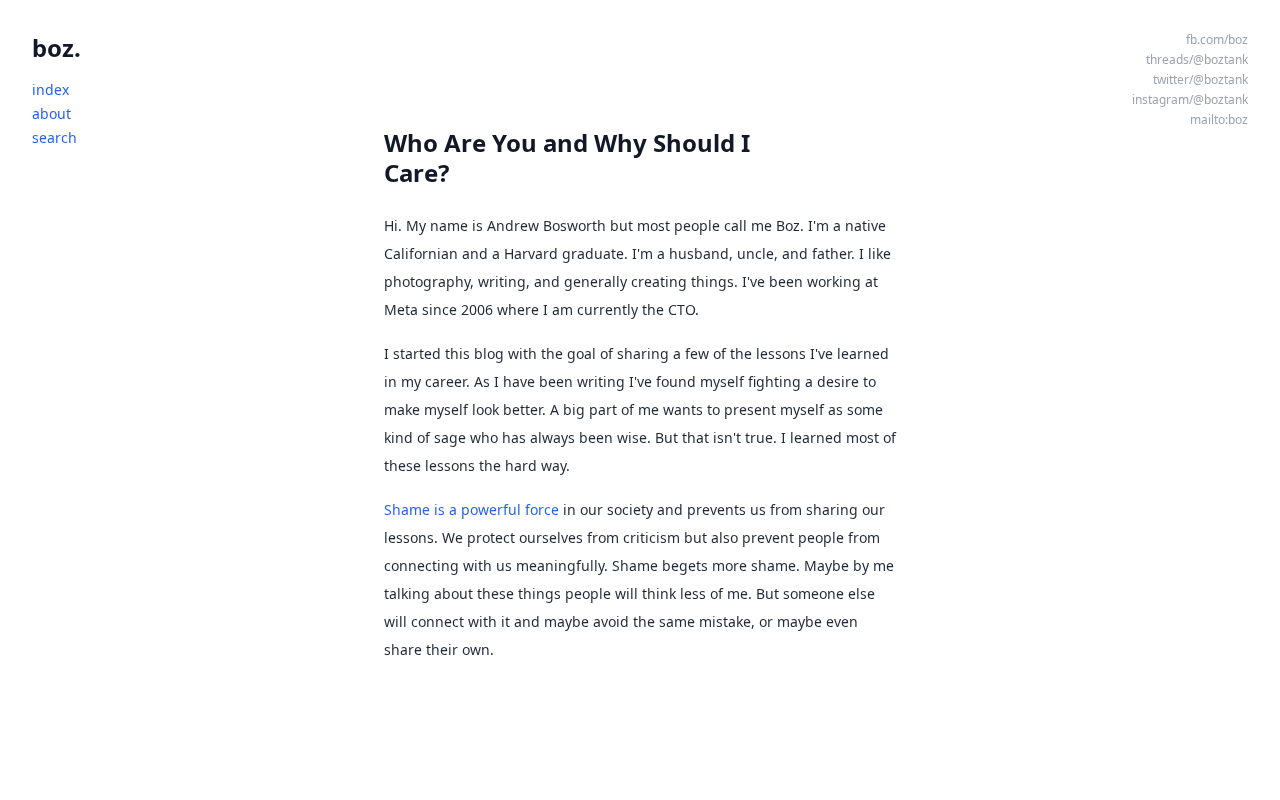 boz.
index
about
search
fb.com/boz
threads/@boztank
twitter/@boztank
instagram/@boztank
mailto:boz
Who Are You and Why Should I
Care?
Hi. My name is Andrew Bosworth but most people call me Boz. I'm a native
Californian and a Harvard graduate. I'm a husband, uncle, and father. I like
photography, writing, and generally creating things. I've been working at
Meta since 2006 where I am currently the CTO.
I started this blog with the goal of sharing a few of the lessons I've learned
in my career. As I have been writing I've found myself fighting a desire to
make myself look better. A big part of me wants to present myself as some
kind of sage who has always been wise. But that isn't true. I learned most of
these lessons the hard way.
Shame is a powerful force in our society and prevents us from sharing our
lessons. We protect ourselves from criticism but also prevent people from
connecting with us meaningfully. Shame begets more shame. Maybe by me
talking about these things people will think less of me. But someone else
will connect with it and maybe avoid the same mistake, or maybe even
share their own.